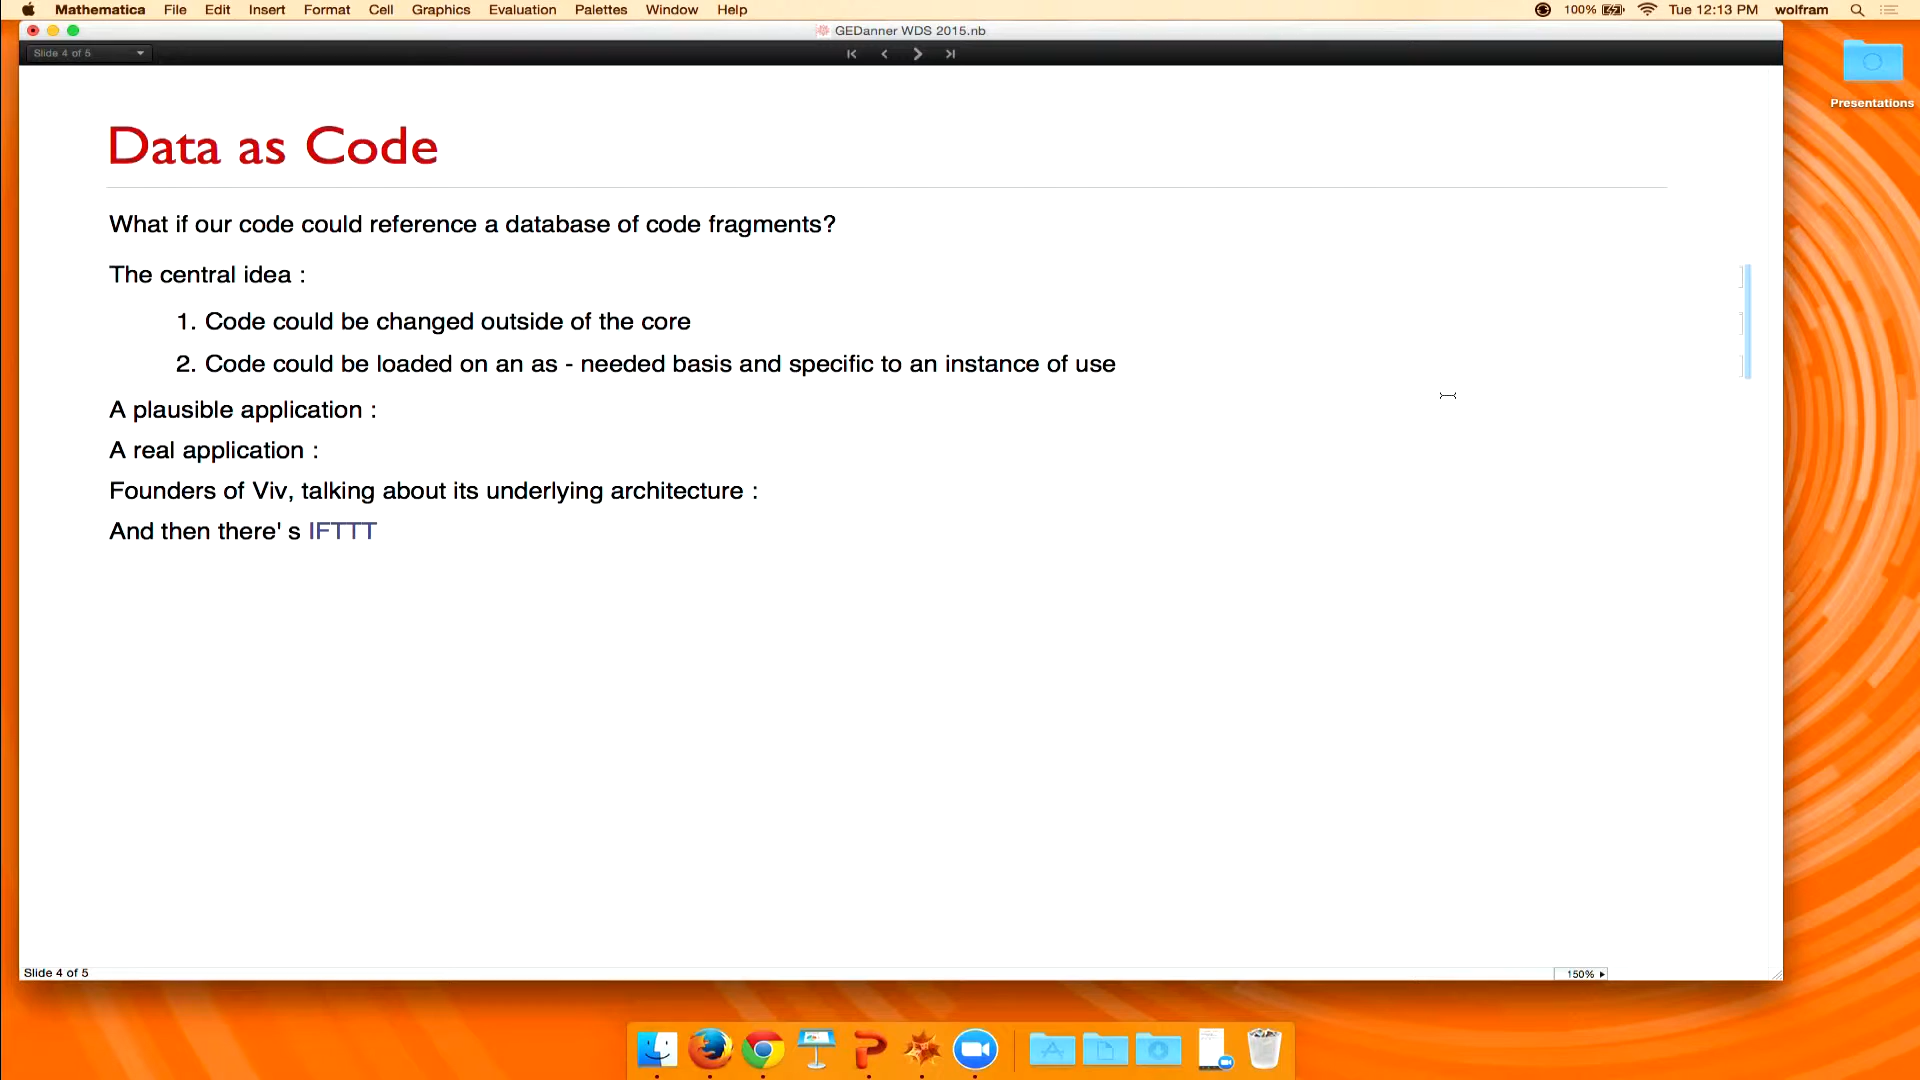 Mathematica File Edit Insert Format Cell Graphics Evaluation Palettes Window Help 100% Tue 12:13 PM wolfram
GEDanner WDS 2015.nb
Slide 4 of 5
Presentations
Data as Code
What if our code could reference a database of code fragments?
The central idea :
1. Code could be changed outside of the core
2. Code could be loaded on an as - needed basis and specific to an instance of use
A plausible application :
A real application :
Founders of Viv, talking about its underlying architecture :
And then there' s IFTTT
Slide 4 of 5 150%